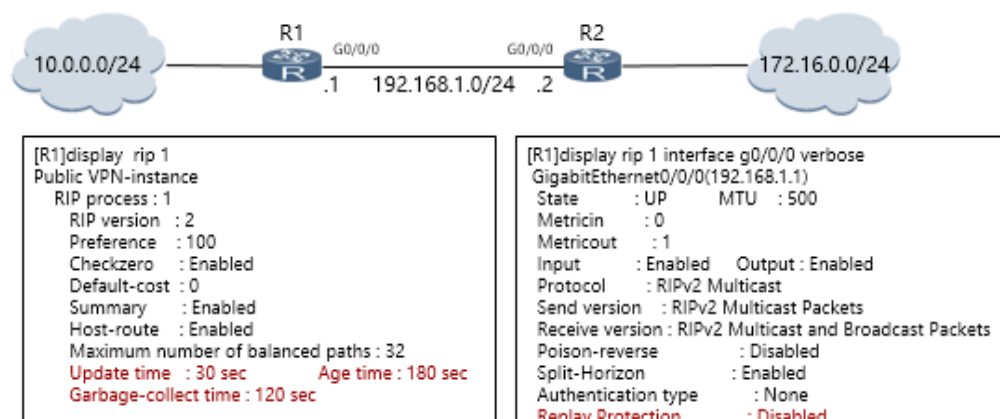 R1
R2
G0/0/0
G0/0/0
10.0.0.0/24
172.16.0.0/24
.1
192.168.1.0/24
.2
R
R
[R1]display rip 1
Public VPN-instance
RIP process : 1
RIP version : 2
Preference : 100
Checkzero : Enabled
Default-cost : 0
Summary : Enabled
Host-route : Enabled
Maximum number of balanced paths : 32
Update time : 30 sec Age time : 180 sec
Garbage-collect time : 120 sec
[R1]display rip 1 interface g0/0/0 verbose
GigabitEthernet0/0/0(192.168.1.1)
State : UP MTU : 500
Metricin : 0
Metricout : 1
Input : Enabled Output : Enabled
Protocol : RIPv2 Multicast
Send version : RIPv2 Multicast Packets
Receive version : RIPv2 Multicast and Broadcast Packets
Poison-reverse : Disabled
Split-Horizon : Enabled
Authentication type : None
Replay Protection : Disabled